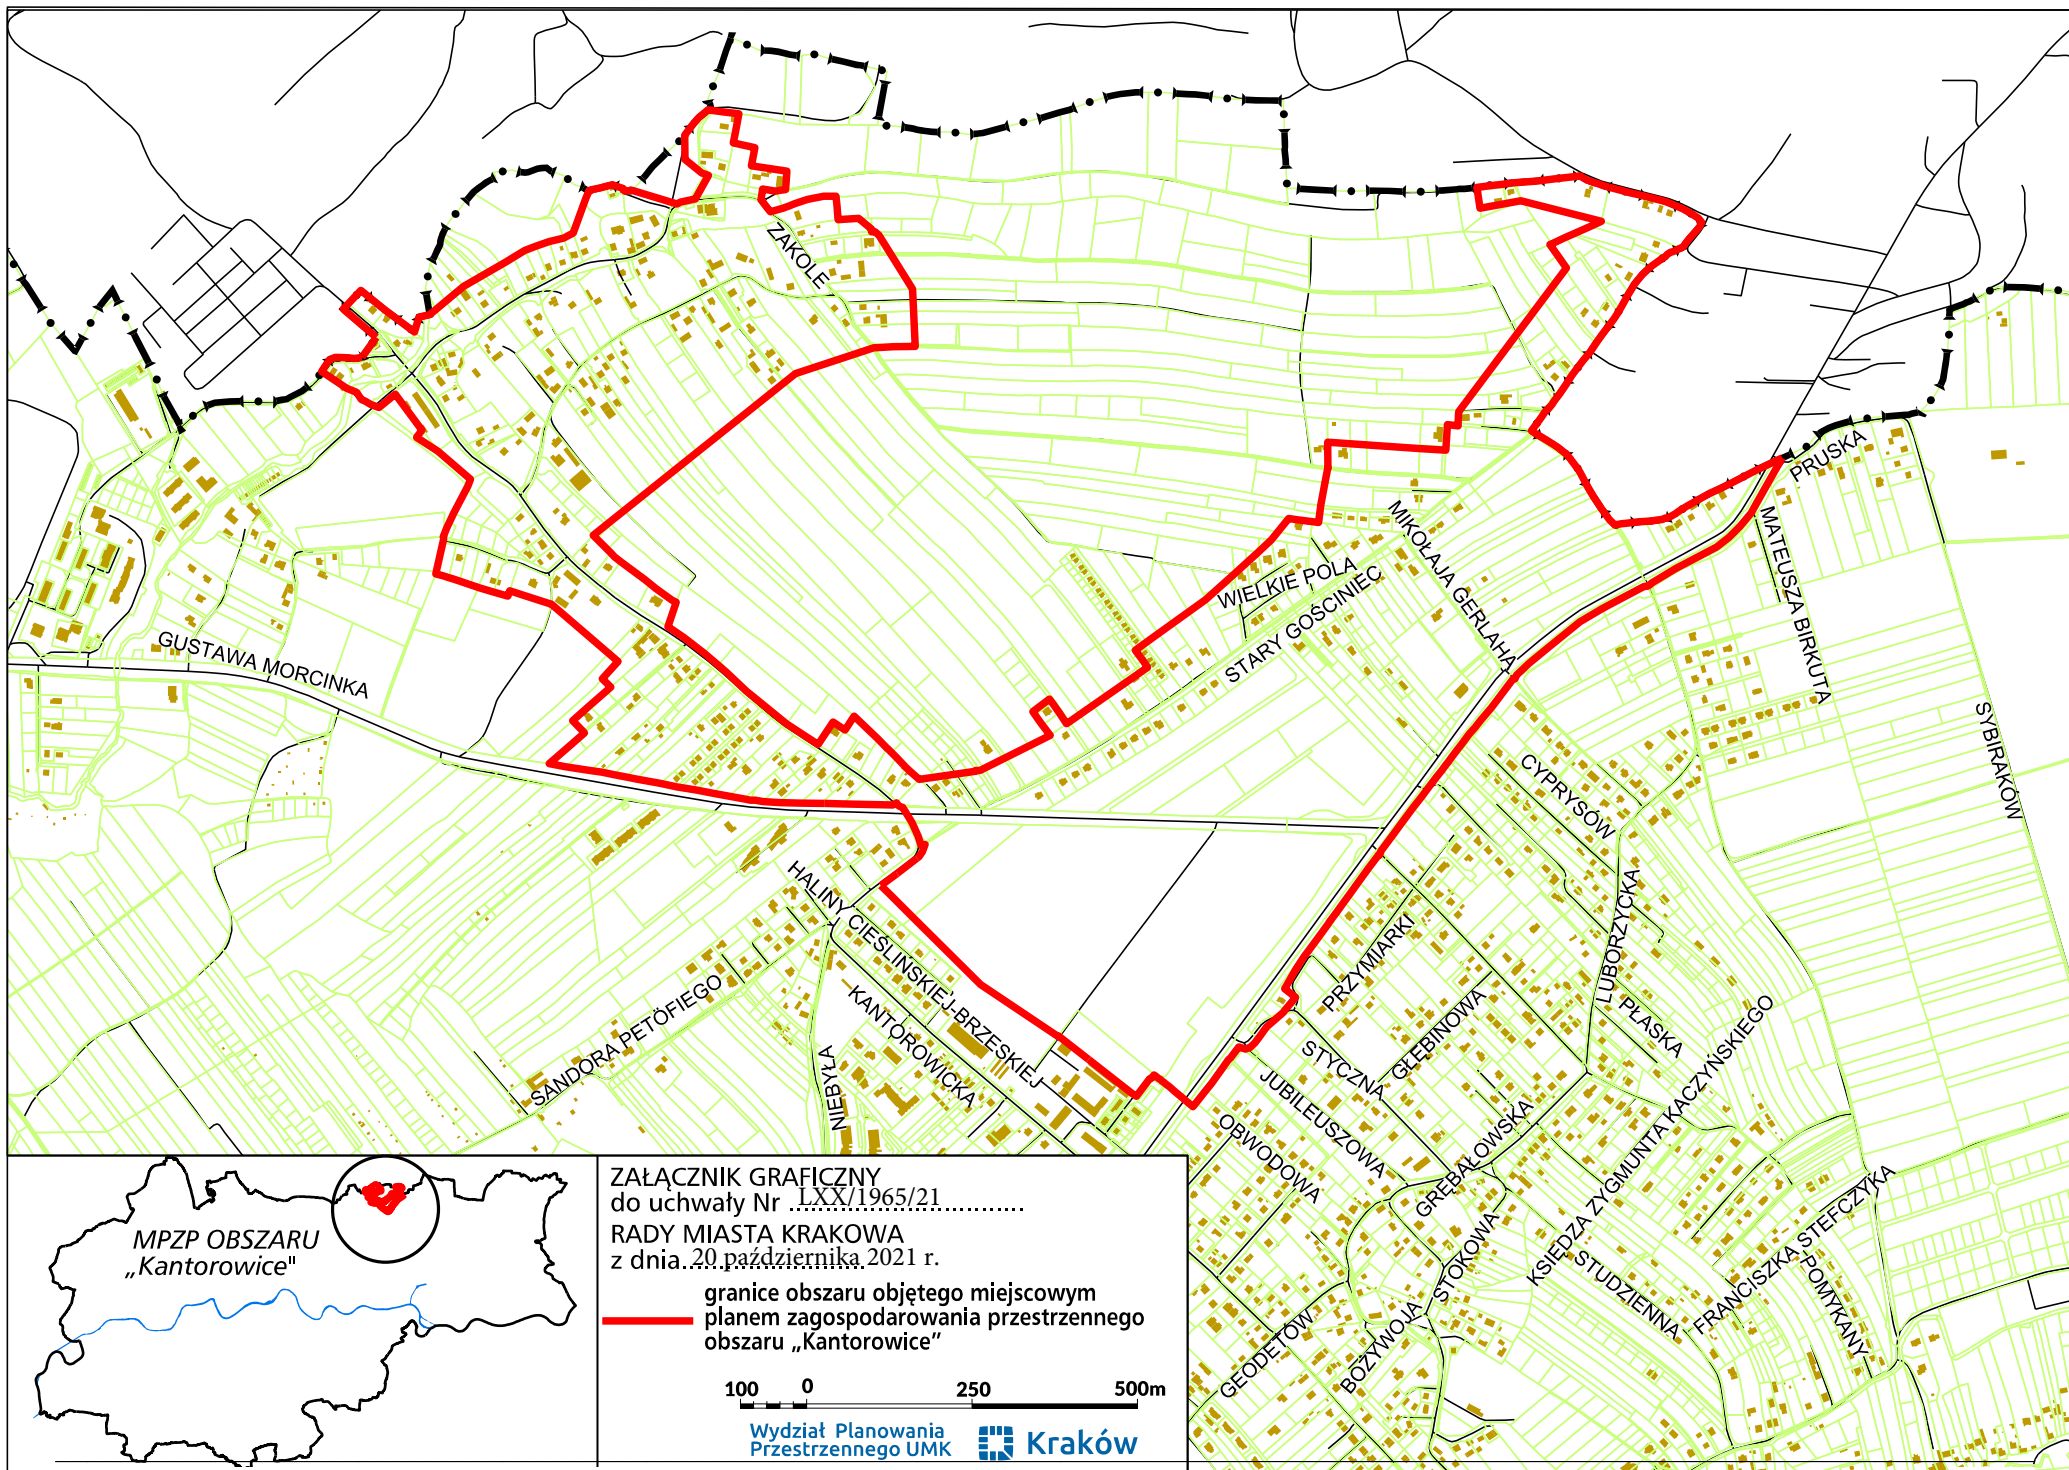 ZAKOLE
PRUSKA
MIKOŁAJA GERLAHA
MATEUSZA BIRKUTA
WIELKIE POLA
STARY GOŚCINIEC
GUSTAWA MORCINKA
SYBIRAKÓW
CYPRYSÓW
HALINY CIEŚLINSKIEJ-BRZESKIEJ
LUBORZYCKA
PRZYMIARKI
SANDORA PETÖFIEGO
KANTOROWICKA
GŁĘBINOWA
PŁASKA
NIEBYŁA
STYCZNA
KSIĘDZA ZYGMUNTA KACZYŃSKIEGO
JUBILEUSZOWA
OBWODOWA
GRĘBAŁOWSKA
STOKOWA
FRANCISZKA STEFCZYKA
STUDZIENNA
POMYKANY
GEODETÓW
BOŻYWOJA
MPZP OBSZARU
„Kantorowice"
ZAŁĄCZNIK GRAFICZNY
do uchwały Nr LXX/1965/21
RADY MIASTA KRAKOWA
z dnia 20 października 2021 r.
granice obszaru objętego miejscowym
planem zagospodarowania przestrzennego
obszaru „Kantorowice”
100 0 250 500m
Wydział Planowania
Przestrzennego UMK
Kraków